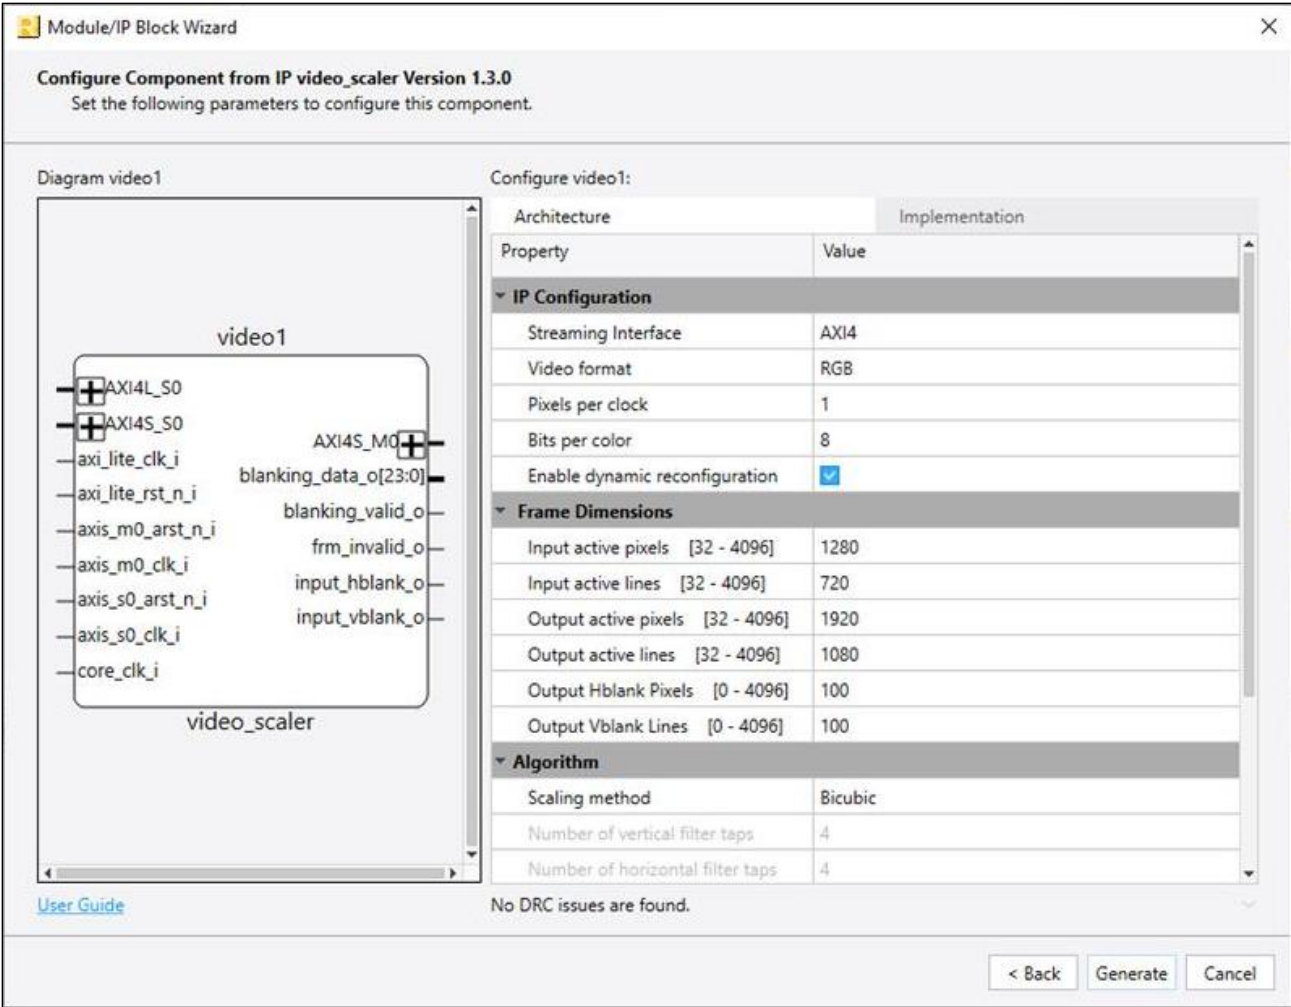 Module/IP Block Wizard
Configure Component from IP video_scaler Version 1.3.0
Set the following parameters to configure this component.
Diagram video1
video1
AXI4L_S0
AXI4S_S0
axi_lite_clk_i
axi_lite_rst_n_i
axis_m0_arst_n_i
axis_m0_clk_i
axis_s0_arst_n_i
axis_s0_clk_i
core_clk_i
AXI4S_M0
blanking_data_o[23:0]
blanking_valid_o
frm_invalid_o
input_hblank_o
input_vblank_o
video_scaler
User Guide
Configure video1:
Architecture Implementation
Property Value
IP Configuration
Streaming Interface AXI4
Video format RGB
Pixels per clock 1
Bits per color 8
Enable dynamic reconfiguration
Frame Dimensions
Input active pixels [32 - 4096] 1280
Input active lines [32 - 4096] 720
Output active pixels [32 - 4096] 1920
Output active lines [32 - 4096] 1080
Output Hblank Pixels [0 - 4096] 100
Output Vblank Lines [0 - 4096] 100
Algorithm
Scaling method Bicubic
Number of vertical filter taps 4
Number of horizontal filter taps 4
No DRC issues are found.
< Back Generate Cancel